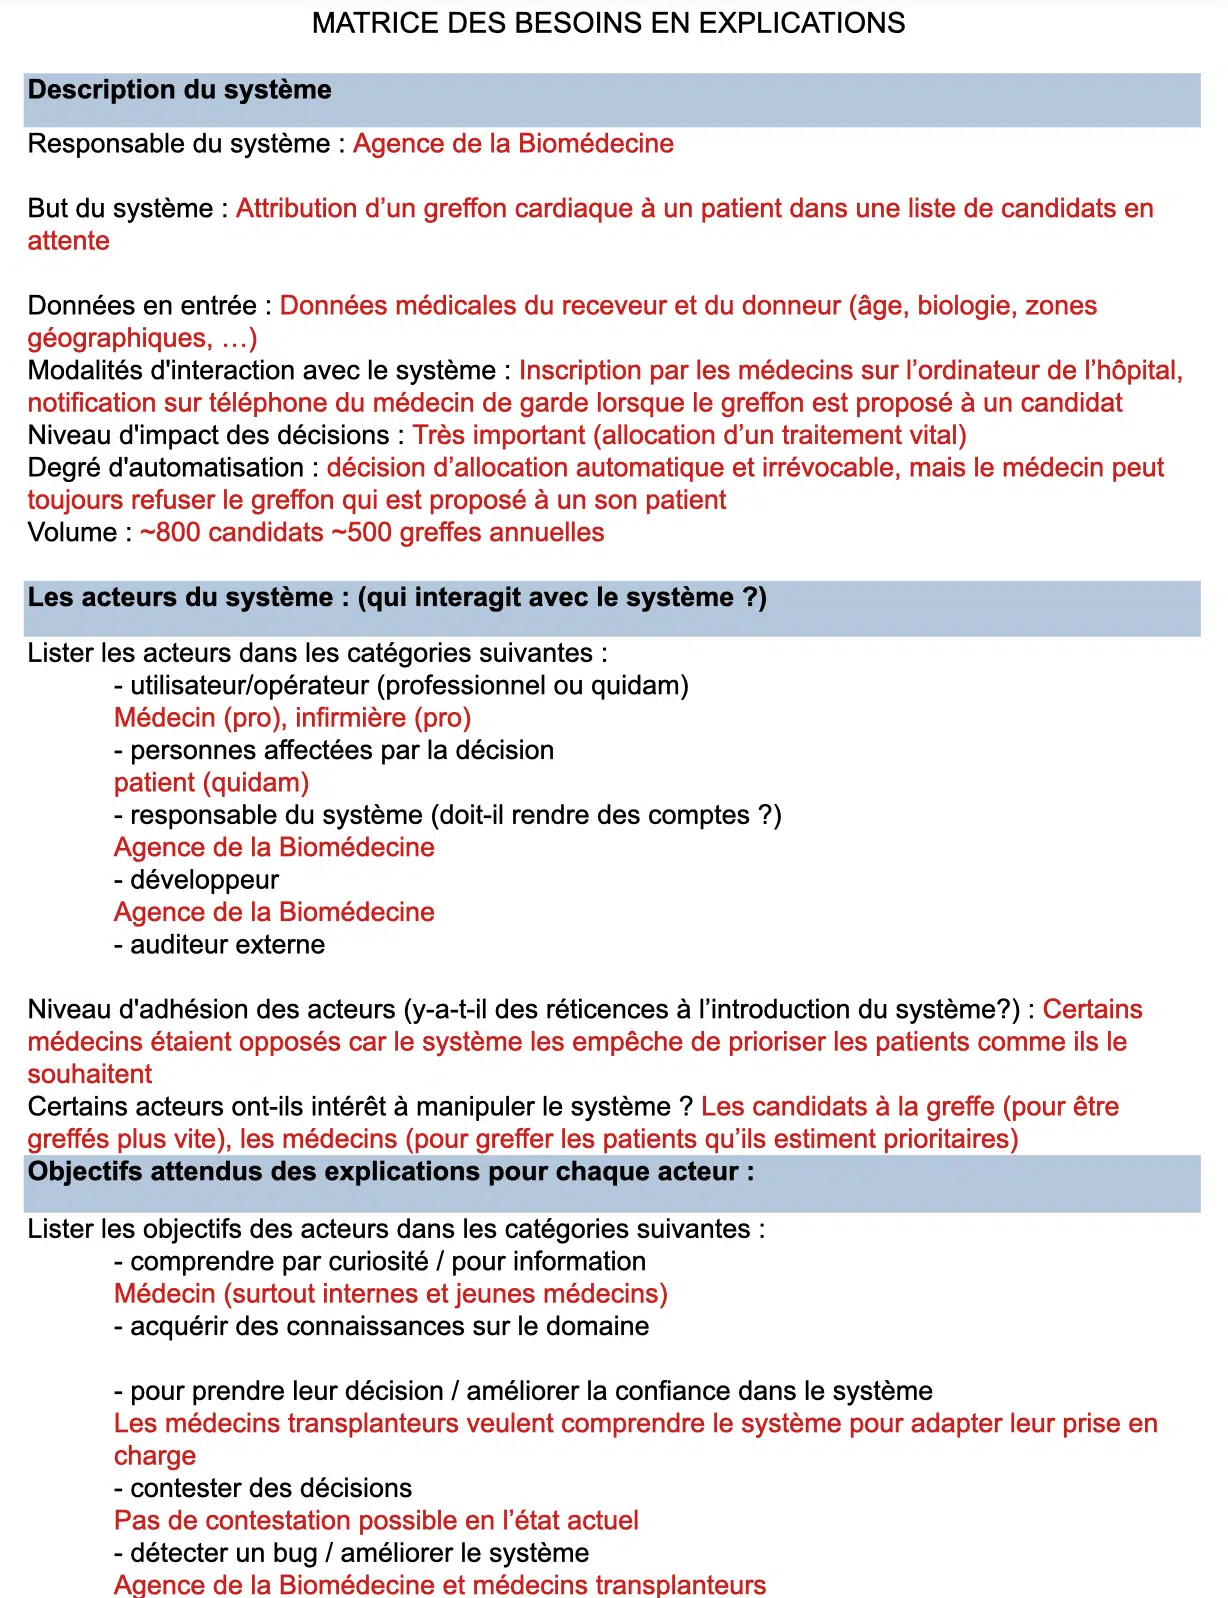 MATRICE DES BESOINS EN EXPLICATIONS
Description du système
Responsable du système : Agence de la Biomédecine
But du système : Attribution d’un greffon cardiaque à un patient dans une liste de candidats en
attente
Données en entrée : Données médicales du receveur et du donneur (âge, biologie, zones
géographiques, …)
Modalités d'interaction avec le système : Inscription par les médecins sur l’ordinateur de l’hôpital,
notification sur téléphone du médecin de garde lorsque le greffon est proposé à un candidat
Niveau d'impact des décisions : Très important (allocation d’un traitement vital)
Degré d'automatisation : décision d’allocation automatique et irrévocable, mais le médecin peut
toujours refuser le greffon qui est proposé à un son patient
Volume : ~800 candidats ~500 greffes annuelles
Les acteurs du système : (qui interagit avec le système ?)
Lister les acteurs dans les catégories suivantes :
- utilisateur/opérateur (professionnel ou quidam)
Médecin (pro), infirmière (pro)
- personnes affectées par la décision
patient (quidam)
- responsable du système (doit-il rendre des comptes ?)
Agence de la Biomédecine
- développeur
Agence de la Biomédecine
- auditeur externe
Niveau d'adhésion des acteurs (y-a-t-il des réticences à l’introduction du système?) : Certains
médecins étaient opposés car le système les empêche de prioriser les patients comme ils le
souhaitent
Certains acteurs ont-ils intérêt à manipuler le système ? Les candidats à la greffe (pour être
greffés plus vite), les médecins (pour greffer les patients qu’ils estiment prioritaires)
Objectifs attendus des explications pour chaque acteur :
Lister les objectifs des acteurs dans les catégories suivantes :
- comprendre par curiosité / pour information
Médecin (surtout internes et jeunes médecins)
- acquérir des connaissances sur le domaine
- pour prendre leur décision / améliorer la confiance dans le système
Les médecins transplanteurs veulent comprendre le système pour adapter leur prise en
charge
- contester des décisions
Pas de contestation possible en l’état actuel
- détecter un bug / améliorer le système
Agence de la Biomédecine et médecins transplanteurs